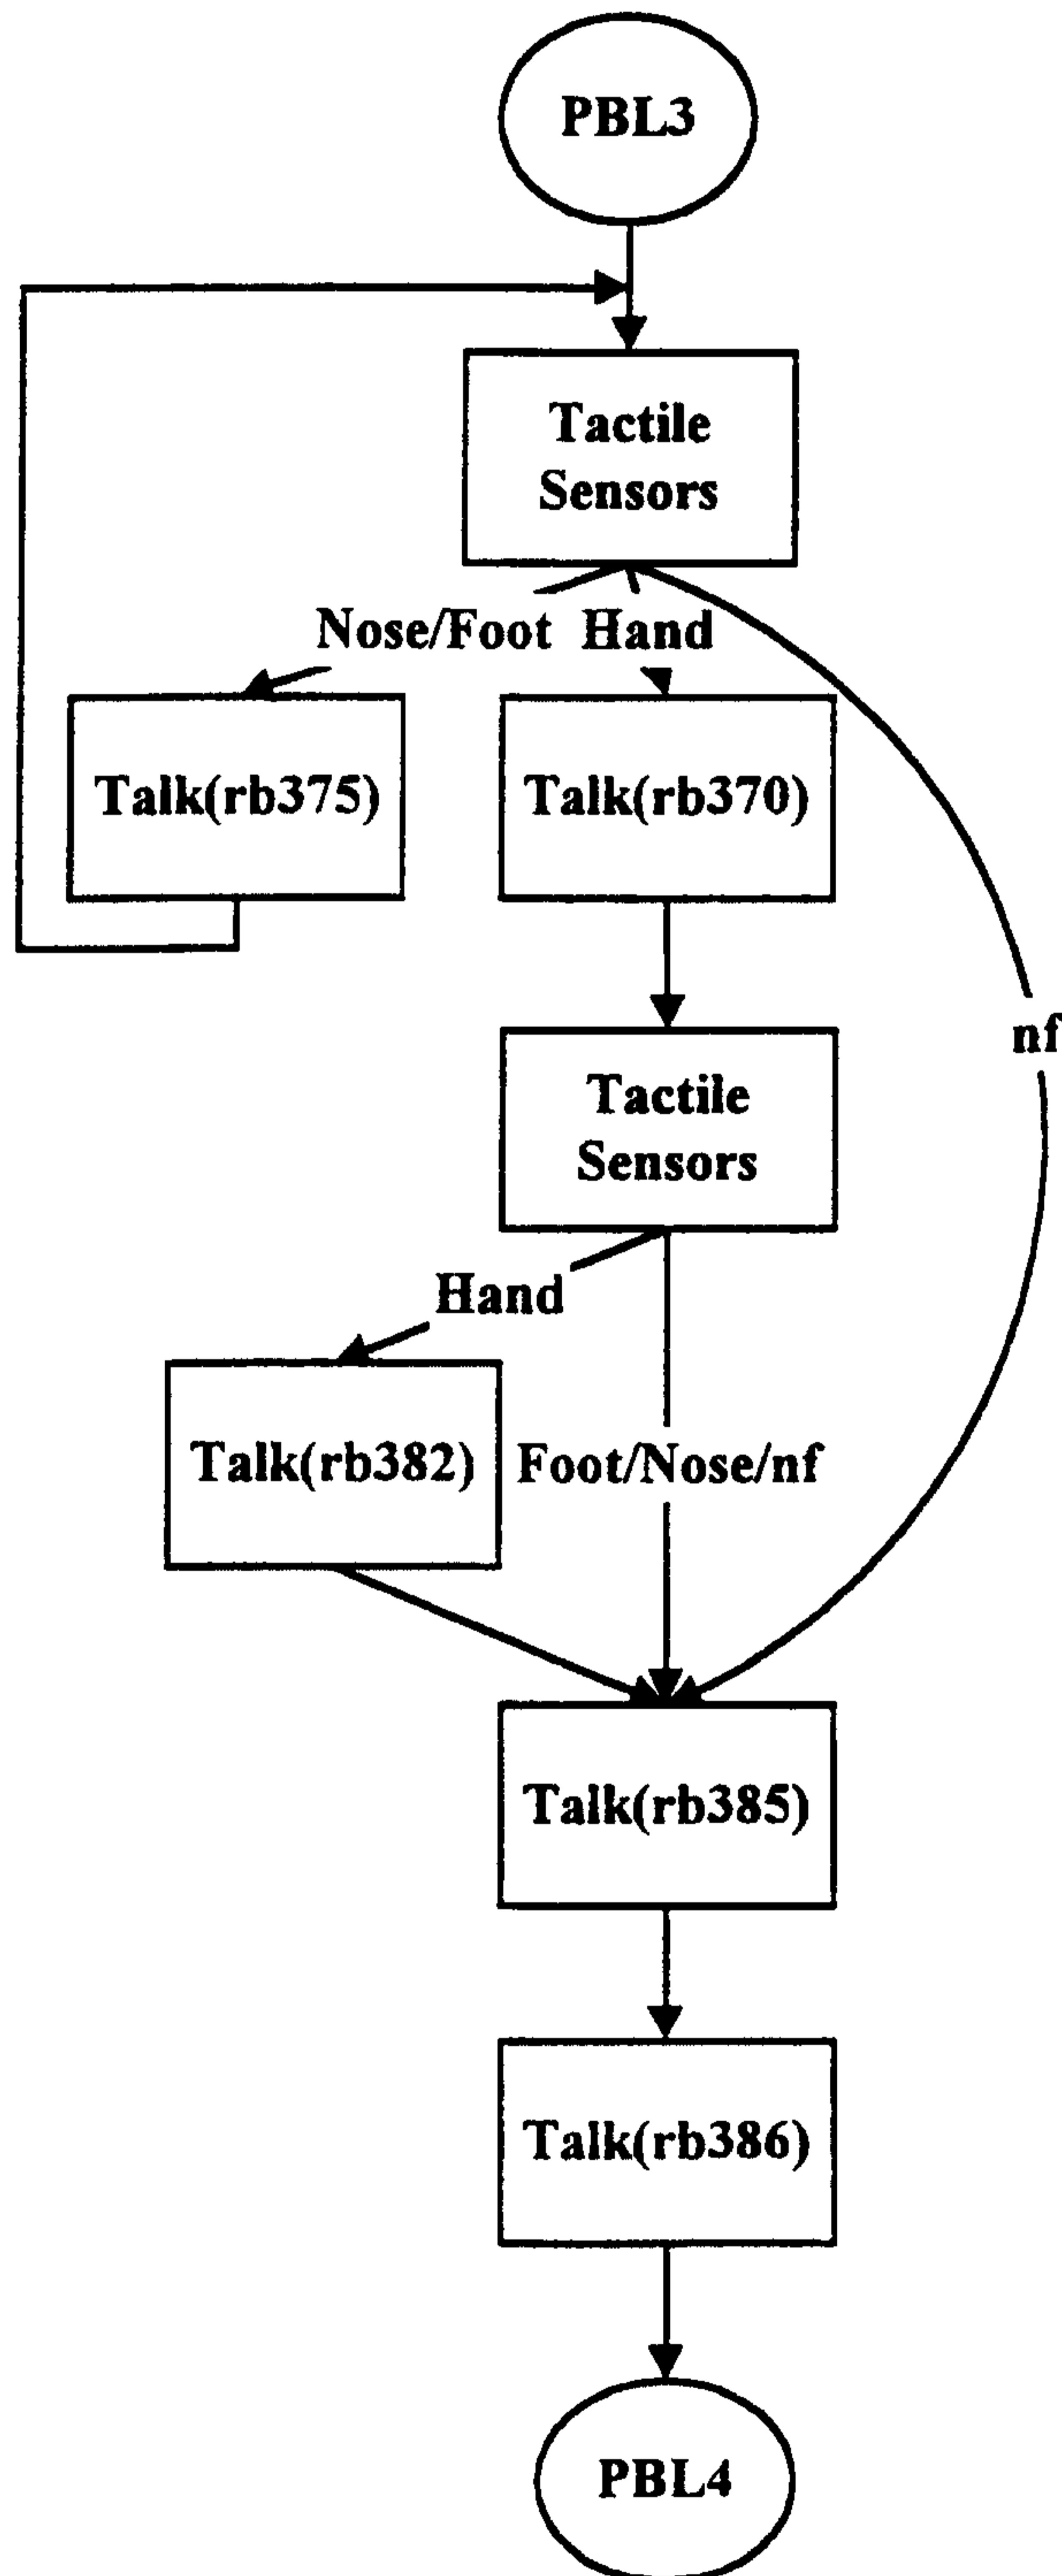 PBL3
Tactile
Sensors
Nose/Foot Hand
Talk(rb375)
Talk(rb370)
nf
Tactile
Sensors
Hand
Talk(rb382)
Foot/Nose/nf
Talk(rb385)
Talk(rb386)
PBL4